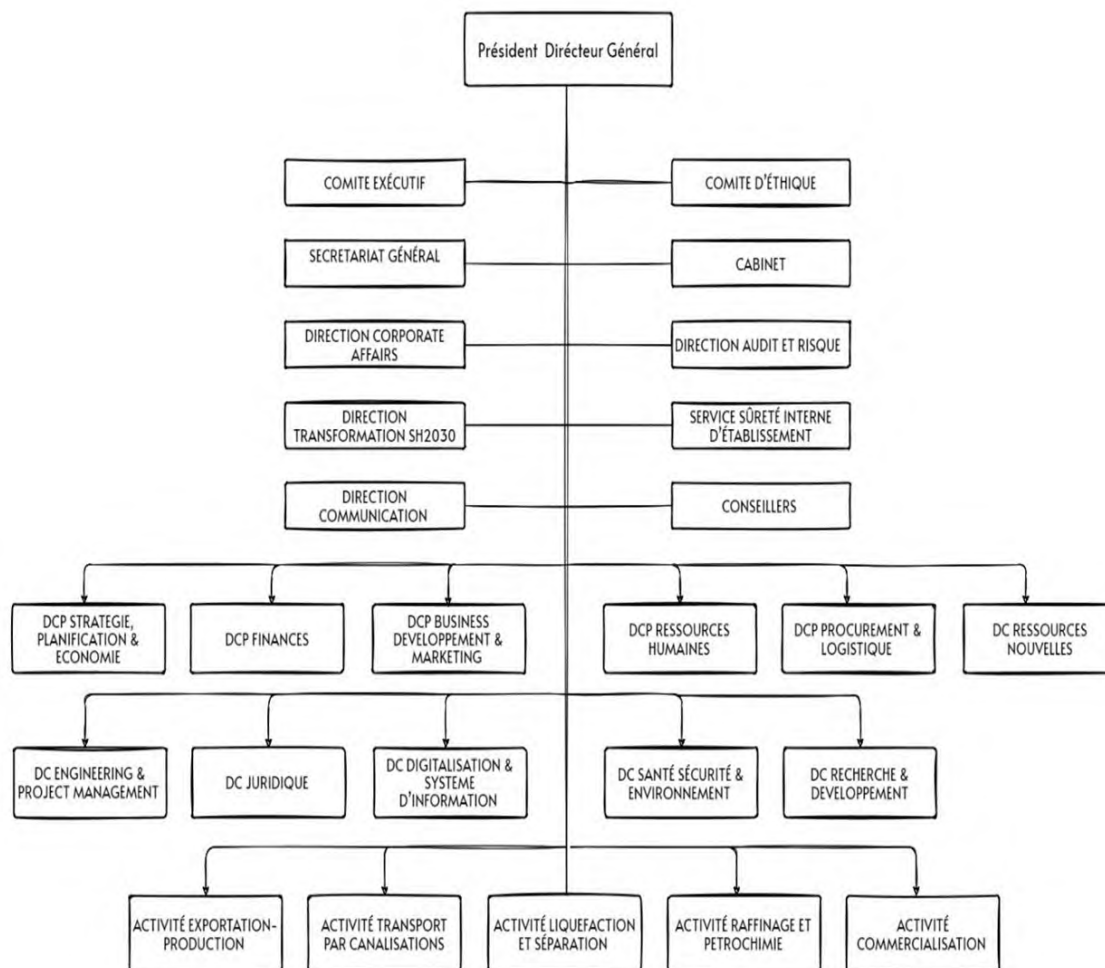 Président Dirécteur Général
COMITE EXÉCUTIF
COMITE D'ÉTHIQUE
SECRETARIAT GÉNÉRAL
CABINET
DIRECTION CORPORATE
AFFAIRS
DIRECTION AUDIT ET RISQUE
DIRECTION
TRANSFORMATION SH2030
SERVICE SÛRETÉ INTERNE
D'ÉTABLISSEMENT
DIRECTION
COMMUNICATION
CONSEILLERS
DCP STRATEGIE,
PLANIFICATION &
ECONOMIE
DCP FINANCES
DCP BUSINESS
DEVELOPPEMENT &
MARKETING
DCP RESSOURCES
HUMAINES
DCP PROCUREMENT &
LOGISTIQUE
DC RESSOURCES
NOUVELLES
DC ENGINEERING &
PROJECT MANAGEMENT
DC JURIDIQUE
DC DIGITALISATION &
SYSTEME
D'INFORMATION
DC SANTÉ SÉCURITÉ &
ENVIRONNEMENT
DC RECHERCHE &
DEVELOPPEMENT
ACTIVITÉ EXPORTATION-
PRODUCTION
ACTIVITÉ TRANSPORT
PAR CANALISATIONS
ACTIVITÉ LIQUEFACTION
ET SÉPARATION
ACTIVITÉ RAFFINAGE ET
PETROCHIMIE
ACTIVITÉ
COMMERCIALISATION